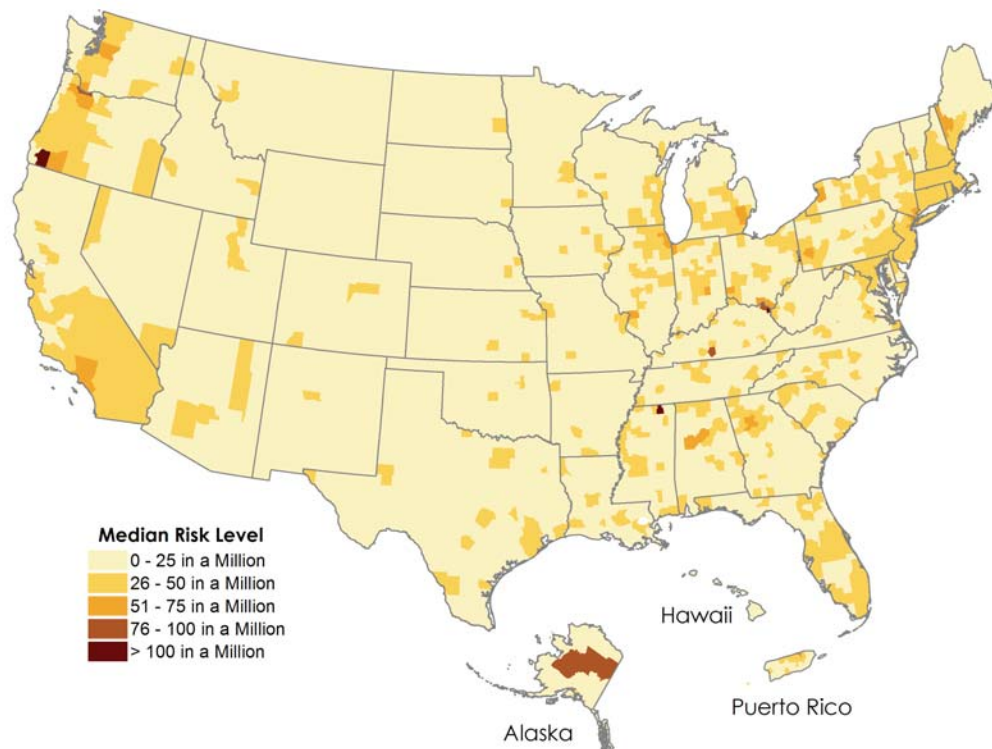 Median Risk Level
0 - 25 in a Million
26 - 50 in a Million
51 - 75 in a Million
76 - 100 in a Million
> 100 in a Million
Hawaii
Alaska
Puerto Rico